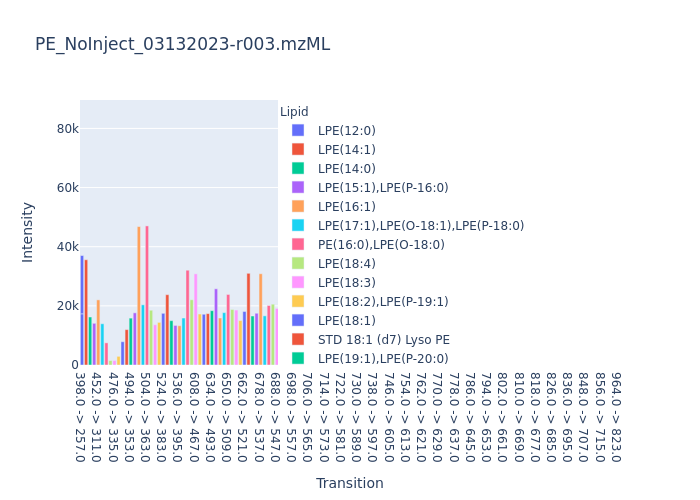 PE_NoInject_03132023-r003.mzML
Lipid
LPE(12:0)
LPE(14:1)
LPE(14:0)
LPE(15:1),LPE(P-16:0)
LPE(16:1)
LPE(17:1),LPE(O-18:1),LPE(P-18:0)
PE(16:0),LPE(O-18:0)
LPE(18:4)
LPE(18:3)
LPE(18:2),LPE(P-19:1)
LPE(18:1)
STD 18:1 (d7) Lyso PE
LPE(19:1),LPE(P-20:0)
Intensity
80k
60k
40k
20k
0
398.0 -> 257.0
452.0 -> 311.0
476.0 -> 335.0
494.0 -> 353.0
504.0 -> 363.0
524.0 -> 383.0
536.0 -> 395.0
608.0 -> 467.0
634.0 -> 493.0
650.0 -> 509.0
662.0 -> 521.0
678.0 -> 537.0
688.0 -> 547.0
698.0 -> 557.0
706.0 -> 565.0
714.0 -> 573.0
722.0 -> 581.0
730.0 -> 589.0
738.0 -> 597.0
746.0 -> 605.0
754.0 -> 613.0
762.0 -> 621.0
770.0 -> 629.0
778.0 -> 637.0
786.0 -> 645.0
794.0 -> 653.0
802.0 -> 661.0
810.0 -> 669.0
818.0 -> 677.0
826.0 -> 685.0
836.0 -> 695.0
848.0 -> 707.0
856.0 -> 715.0
964.0 -> 823.0
Transition